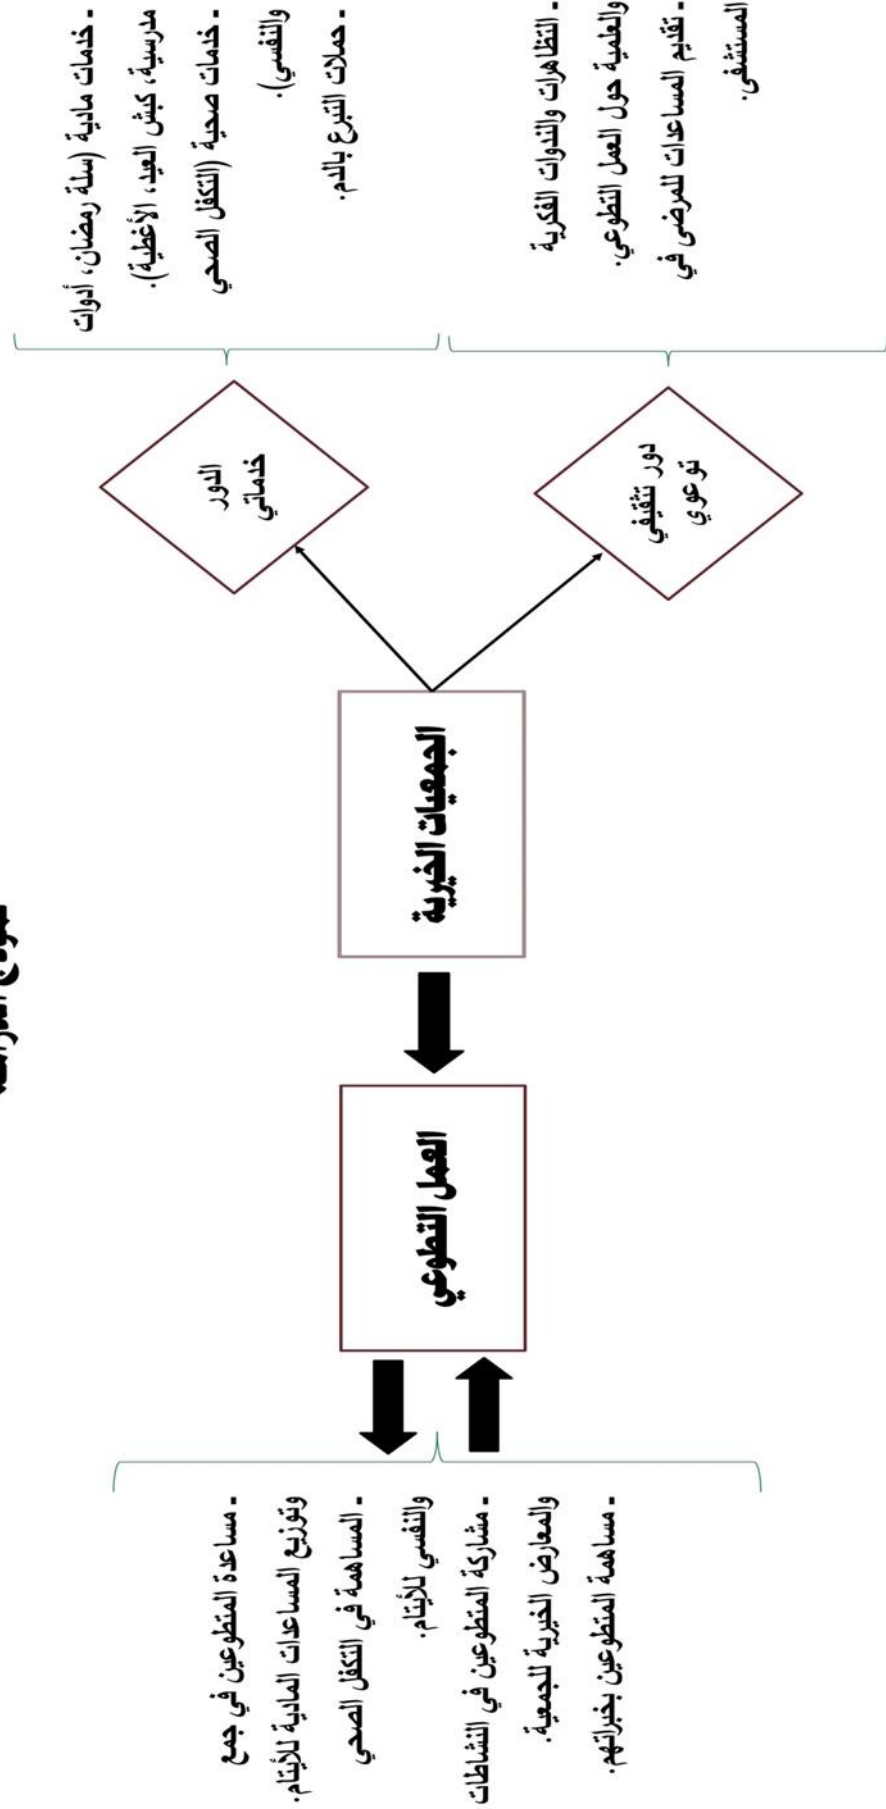 نموذج الدراسة
- خدمات مادية (سلة رمضان، أدوات
مدرسية، كبش العيد، الأغطية).
- خدمات صحية (التكفل الصحي
والنفسي).
- حملات التبرع بالدم.
- التظاهرات والندوات الفكرية
والعلمية حول العمل التطوعي.
- تقديم المساعدات للمرضى في
المستشفى.
الدور
خدماتي
دور تثقيفي
توعوي
الجمعيات الخيرية
العمل التطوعي
- مساعدة المتطوعين في جمع
وتوزيع المساعدات المادية للأيتام.
- المساهمة في التكفل الصحي
والنفسي للأيتام.
- مشاركة المتطوعين في النشاطات
والمعارض الخيرية للجمعية.
- مساهمة المتطوعين بخبراتهم.